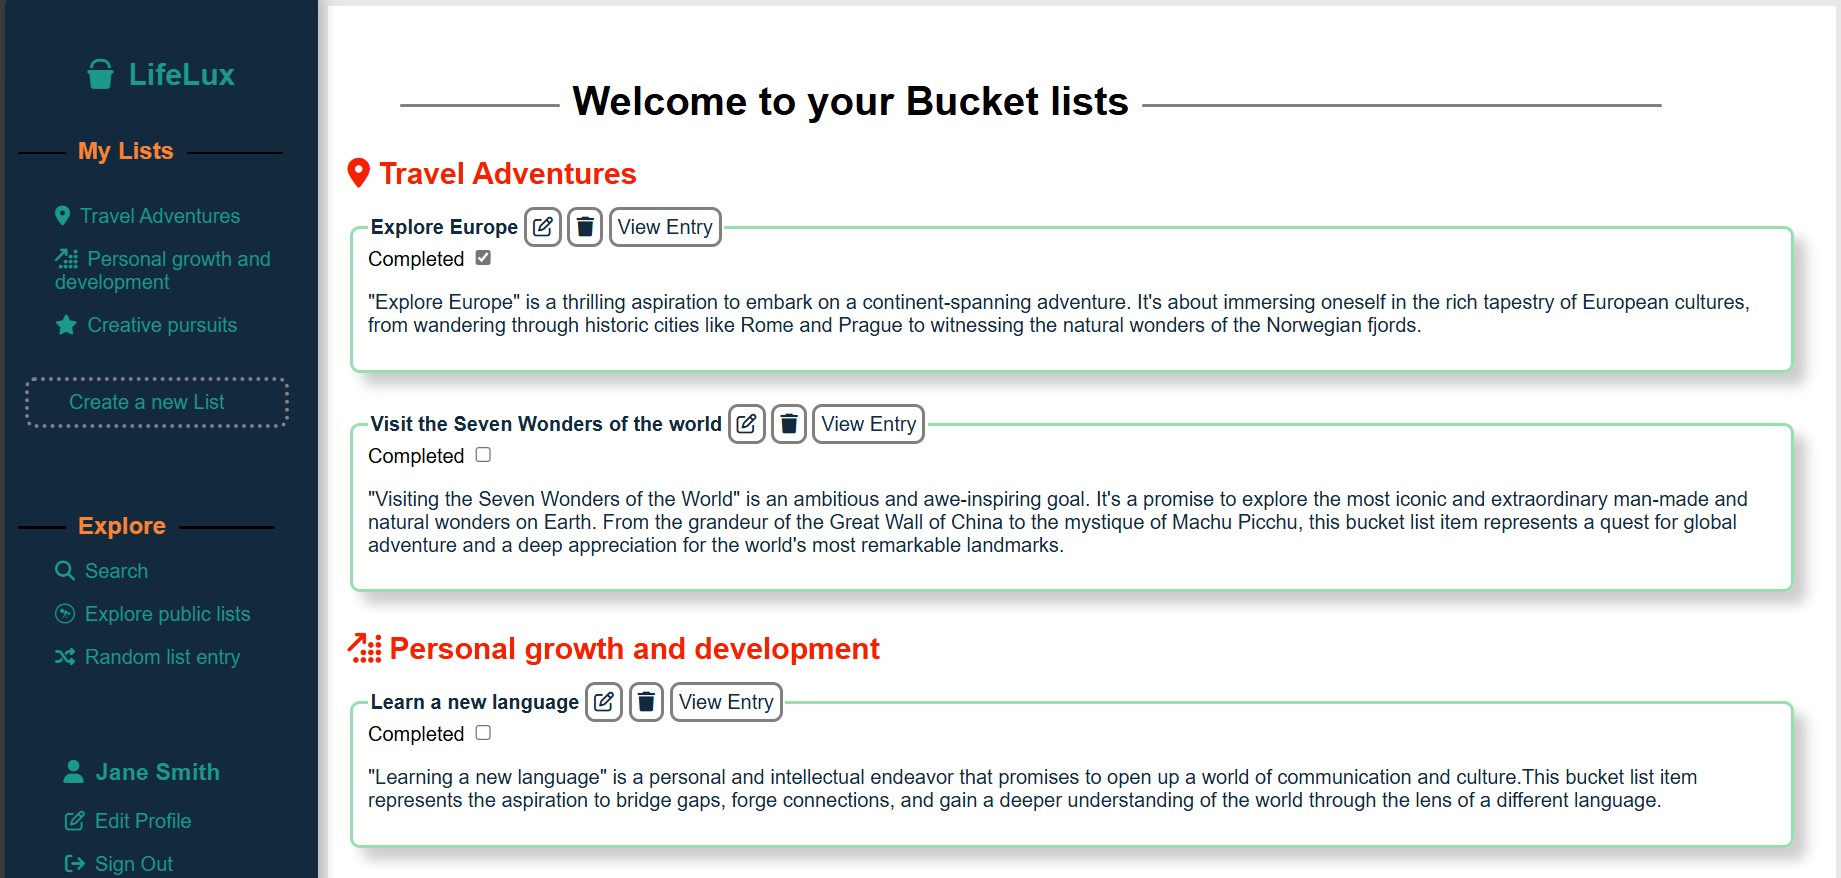 LifeLux
My Lists
Travel Adventures
Personal growth and
development
Creative pursuits
Create a new List
Explore
Search
Explore public lists
Random list entry
Jane Smith
Edit Profile
Sign Out
Welcome to your Bucket lists
Travel Adventures
Explore Europe View Entry
Completed
"Explore Europe" is a thrilling aspiration to embark on a continent-spanning adventure. It's about immersing oneself in the rich tapestry of European cultures,
from wandering through historic cities like Rome and Prague to witnessing the natural wonders of the Norwegian fjords.
Visit the Seven Wonders of the world View Entry
Completed
"Visiting the Seven Wonders of the World" is an ambitious and awe-inspiring goal. It's a promise to explore the most iconic and extraordinary man-made and
natural wonders on Earth. From the grandeur of the Great Wall of China to the mystique of Machu Picchu, this bucket list item represents a quest for global
adventure and a deep appreciation for the world's most remarkable landmarks.
Personal growth and development
Learn a new language View Entry
Completed
"Learning a new language" is a personal and intellectual endeavor that promises to open up a world of communication and culture.This bucket list item
represents the aspiration to bridge gaps, forge connections, and gain a deeper understanding of the world through the lens of a different language.